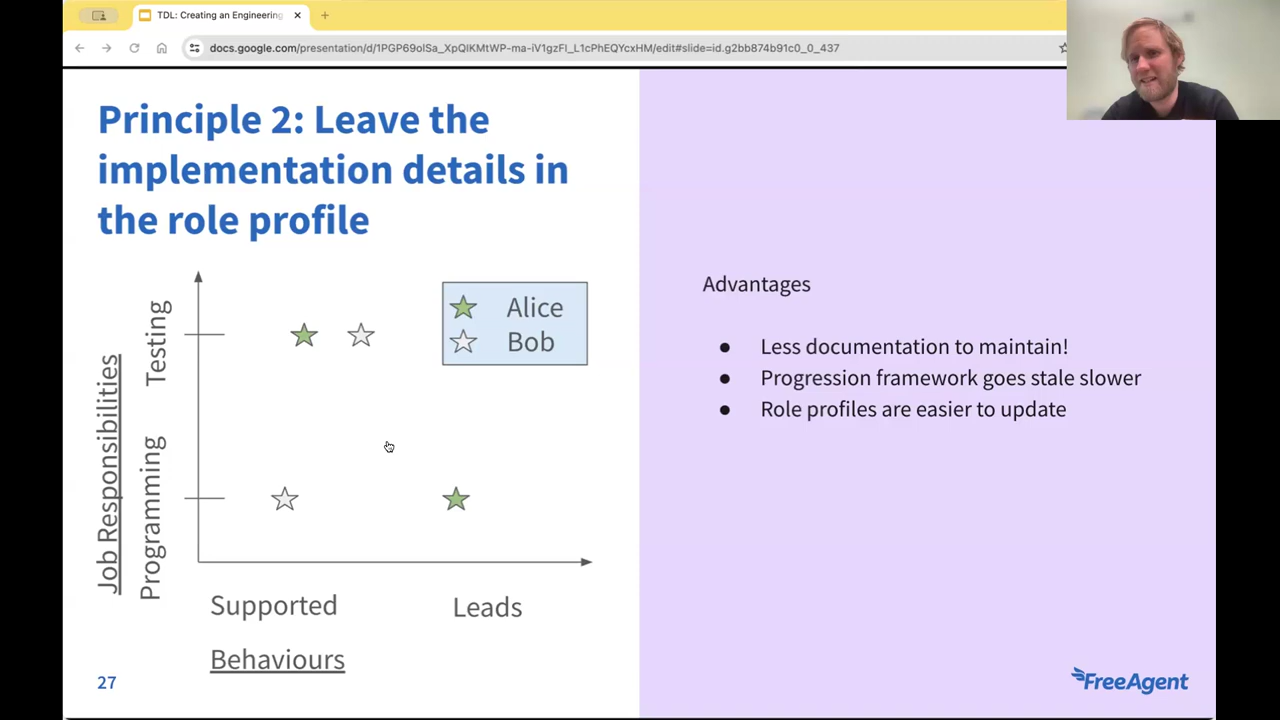 TDL: Creating an Engineering
docs.google.com/presentation/d/1PGP69olSa_XpQlKMtWP-ma-iV1gzFl_L1cPhEQYcxHM/edit#slide=id.g2bb874b91c0_0_437
Principle 2: Leave the
implementation details in
the role profile
Alice
Bob
Job Responsibilities
Testing
Programming
Supported
Leads
Behaviours
27
Advantages
● Less documentation to maintain!
● Progression framework goes stale slower
● Role profiles are easier to update
FreeAgent